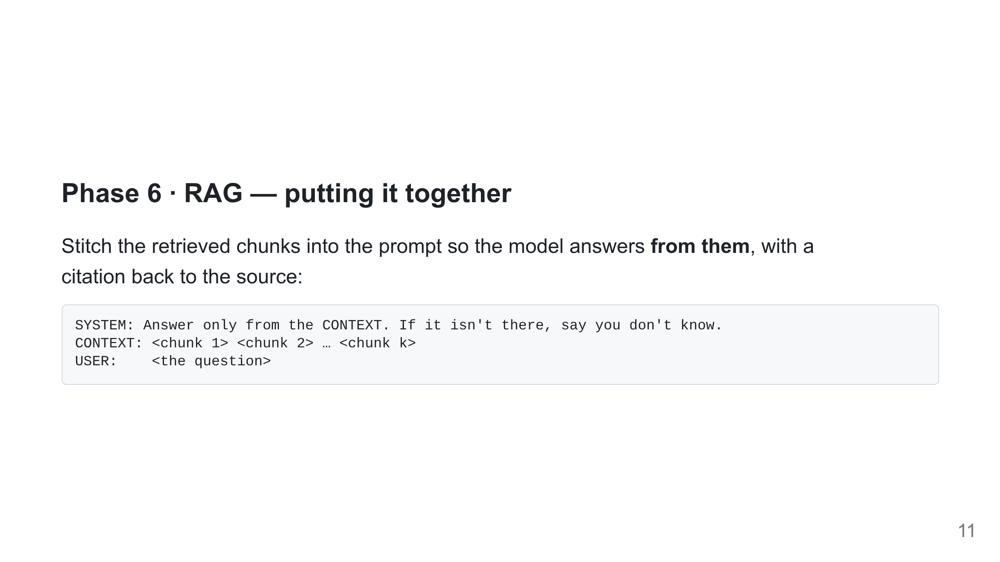 Phase 6 · RAG — putting it together
Stitch the retrieved chunks into the prompt so the model answers from them, with a
citation back to the source:
SYSTEM: Answer only from the CONTEXT. If it isn't there, say you don't know.
CONTEXT: <chunk 1> <chunk 2> … <chunk k>
USER:    <the question>
11